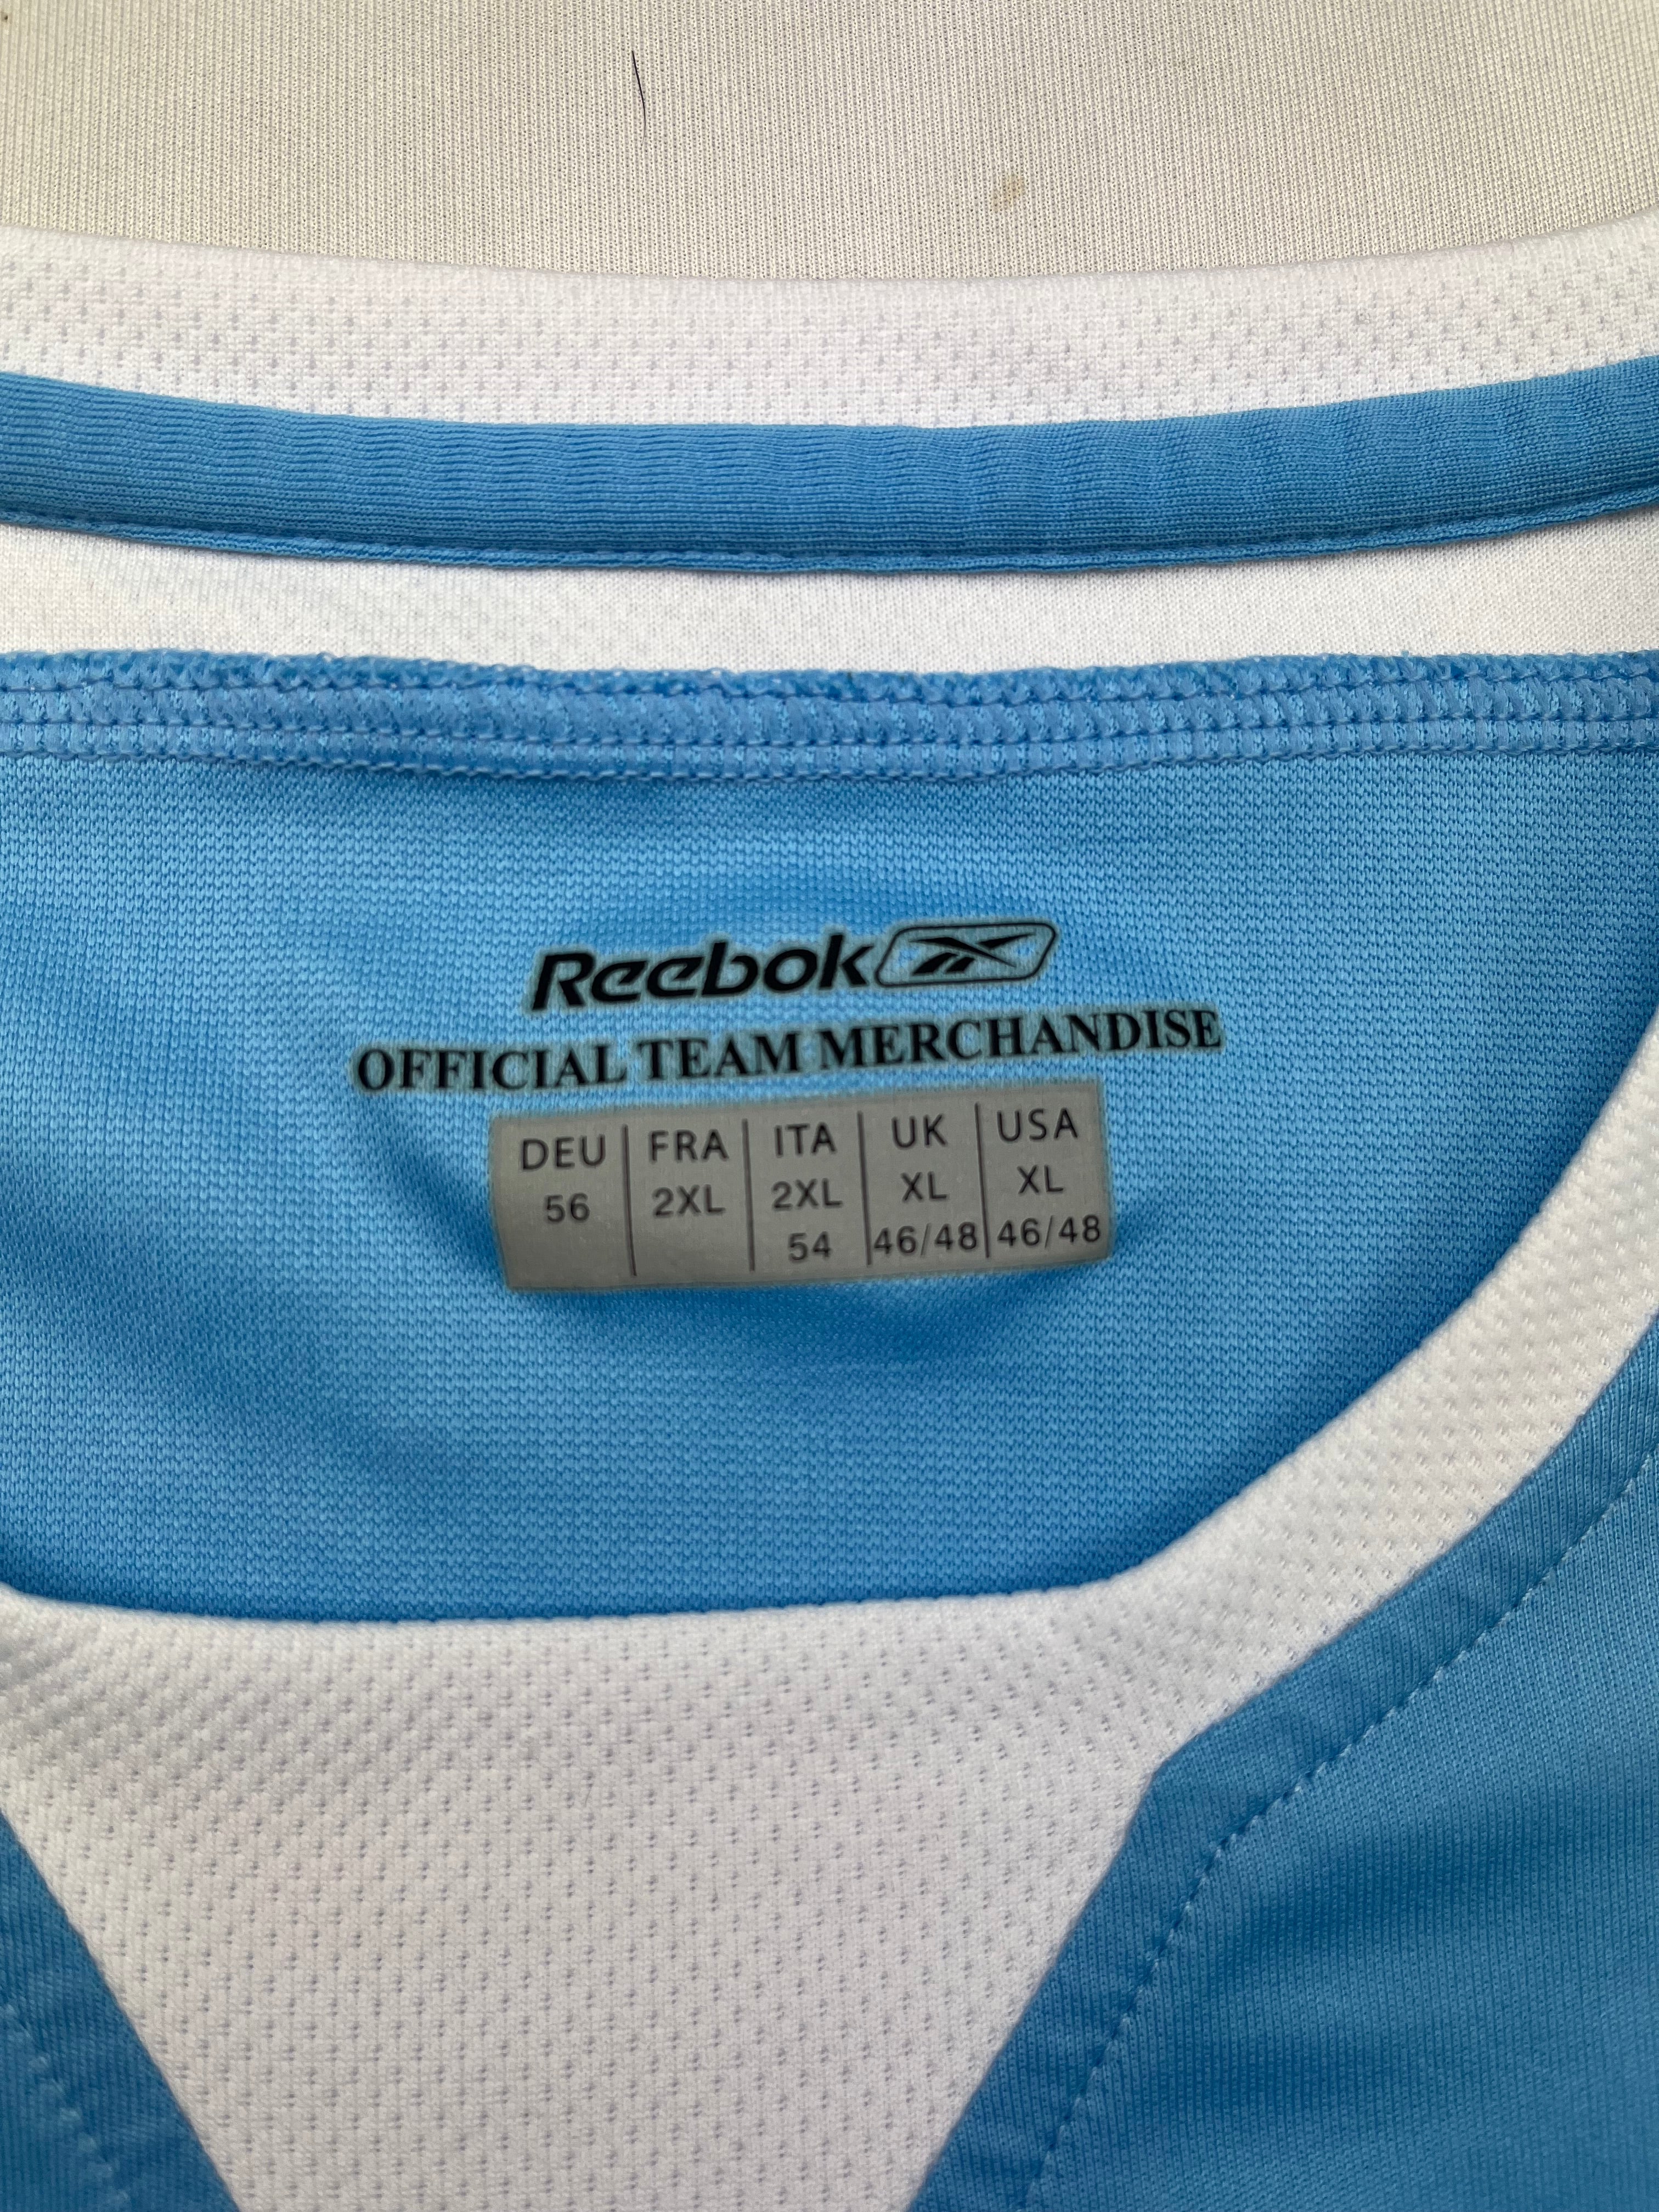 Reebok
OFFICIAL TEAM MERCHANDISE
DEU FRA ITA UK USA
56 2XL 2XL XL XL
54 46/48 46/48